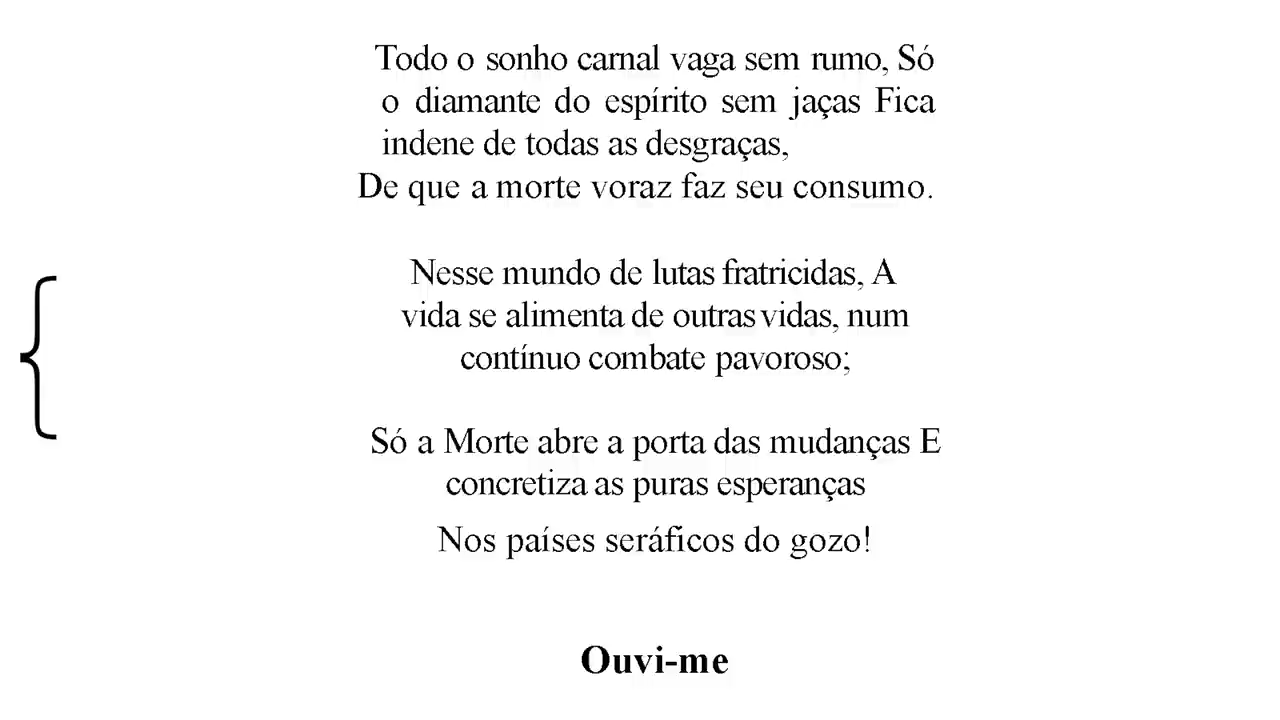 Todo o sonho carnal vaga sem rumo, Só
o diamante do espírito sem jaças Fica
indene de todas as desgraças,
De que a morte voraz faz seu consumo.
Nesse mundo de lutas fratricidas, A
vida se alimenta de outras vidas, num
contínuo combate pavoroso;
Só a Morte abre a porta das mudanças E
concretiza as puras esperanças
Nos países seráficos do gozo!
Ouvi-me